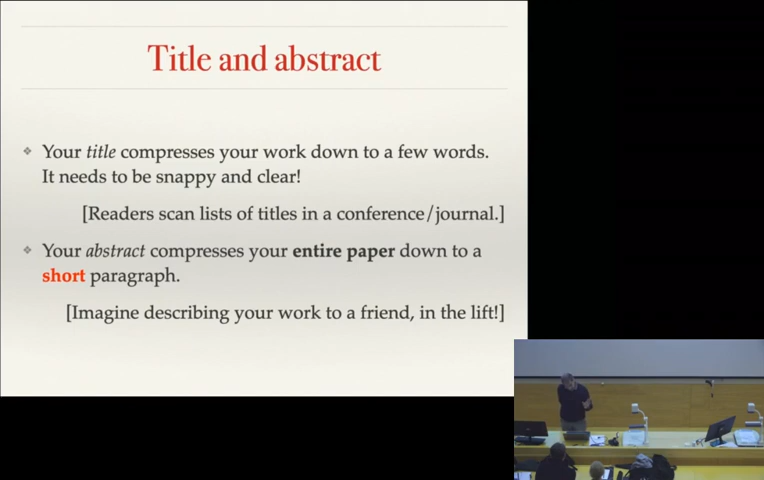 Title and abstract
Your title compresses your work down to a few words.
It needs to be snappy and clear!
[Readers scan lists of titles in a conference/journal.]
Your abstract compresses your entire paper down to a
short paragraph.
[Imagine describing your work to a friend, in the lift!]